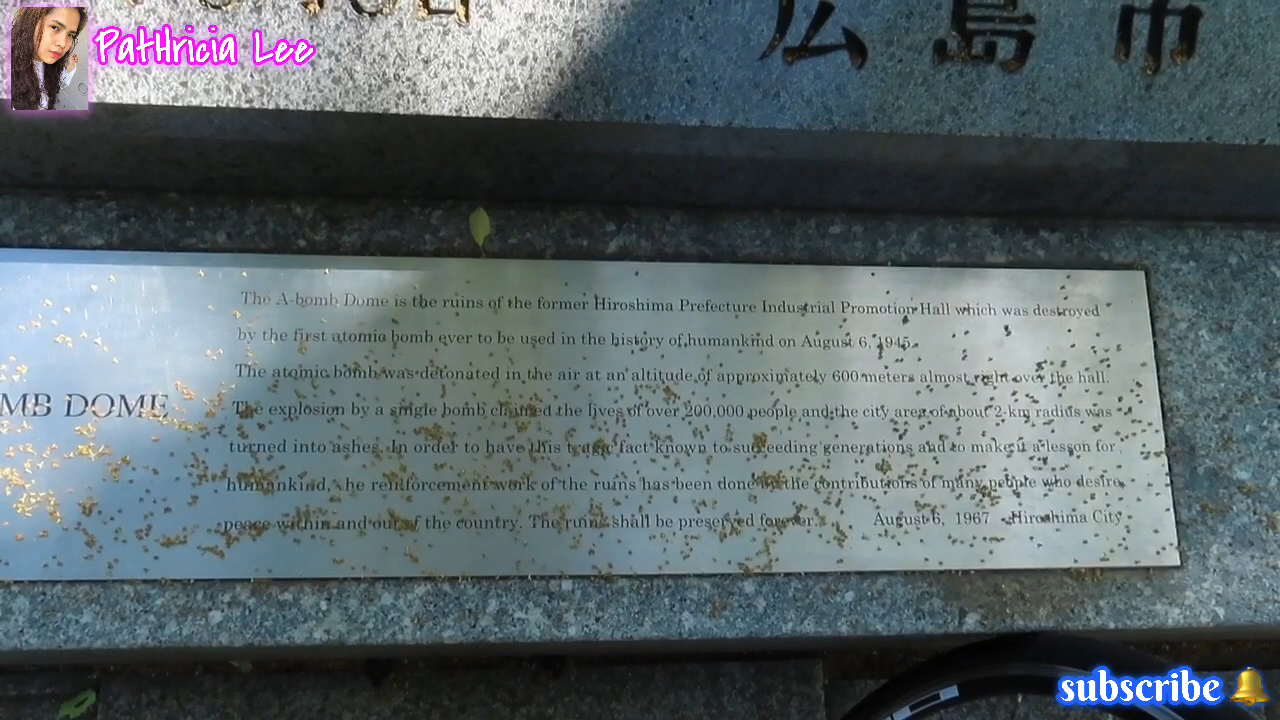 PatHricia Lee
広島市
The A-bomb Dome is the ruins of the former Hiroshima Prefecture Industrial Promotion Hall which was destroyed
by the first atomic bomb ever to be used in the history of humankind on August 6, 1945.
The atomic bomb was detonated in the air at an altitude of approximately 600 meters almost right over the hall.
MB DOME
The explosion by a single bomb claimed the lives of over 200,000 people and the city area of about 2-km radius was
turned into ashes. In order to have this tragic fact known to succeeding generations and to make it a lesson for
humankind, the reinforcement work of the ruins has been done by the contributions of many people who desire
peace within and out of the country. The ruins shall be preserved forever. August 6, 1967 Hiroshima City
subscribe